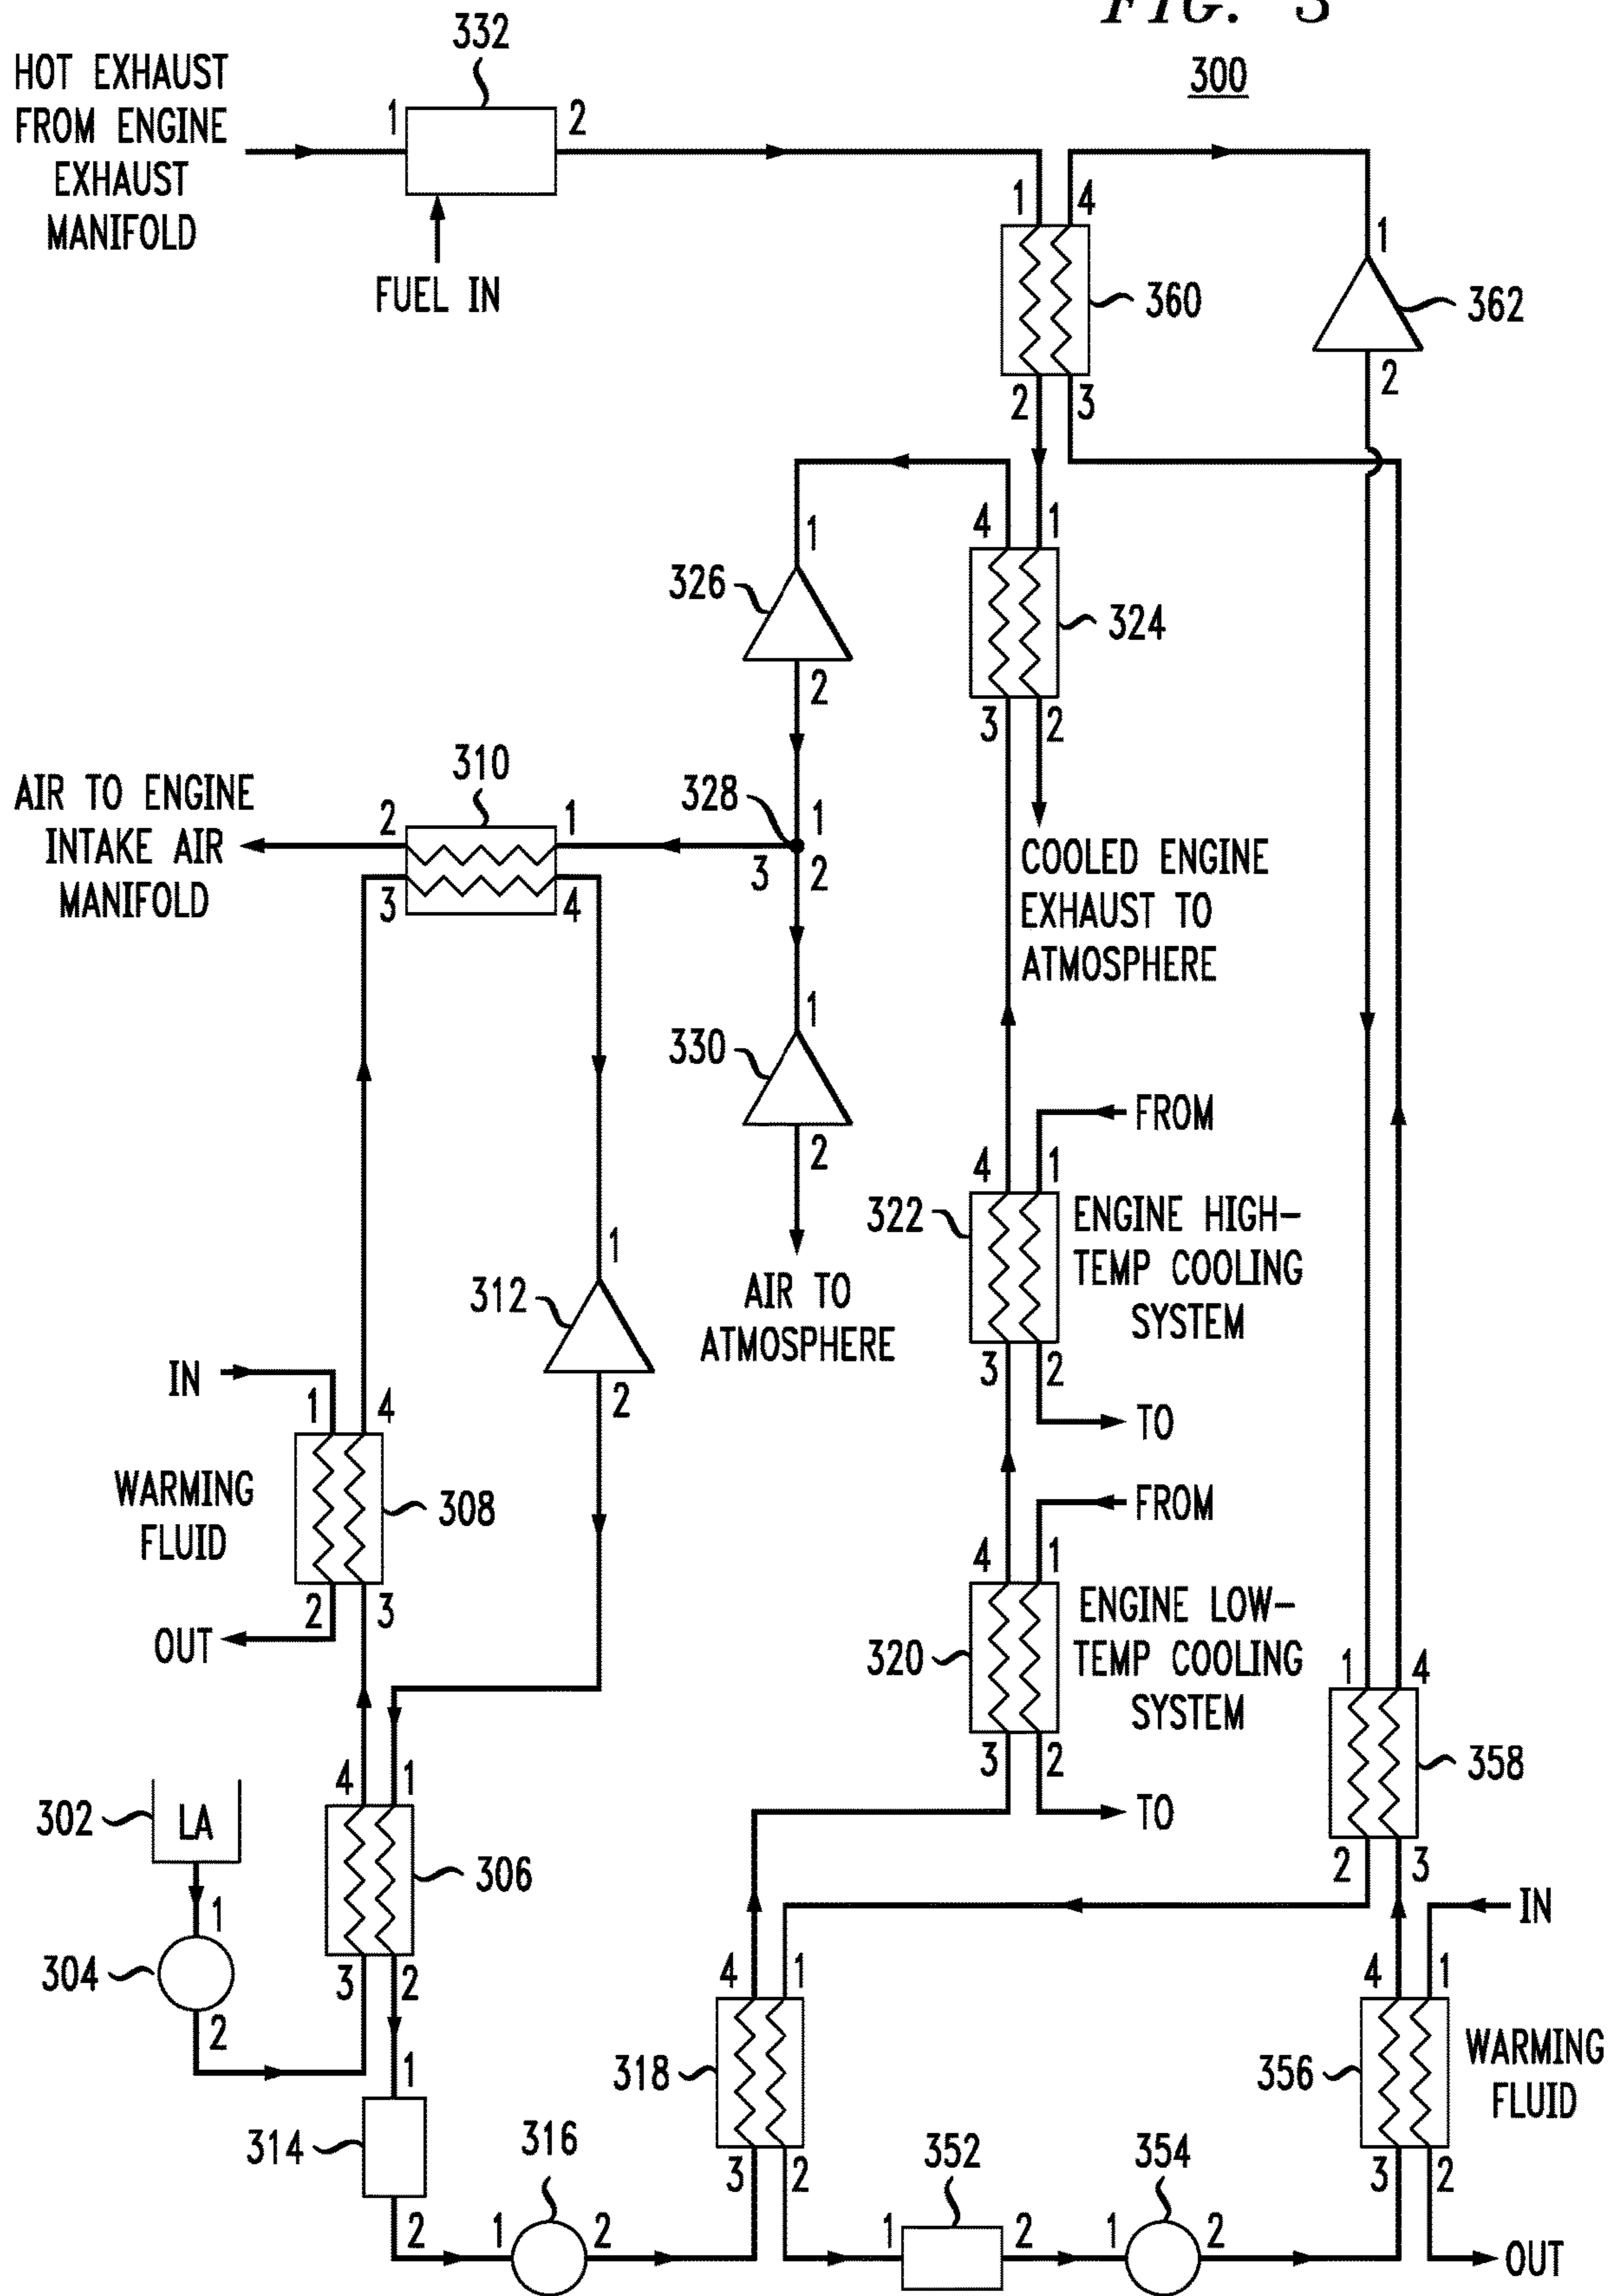 FIG. 3
300
332
HOT EXHAUST
FROM ENGINE
EXHAUST
MANIFOLD
1
2
FUEL IN
1
4
360
2
3
1
362
2
1
326
2
4
1
324
3
2
COOLED ENGINE
EXHAUST TO
ATMOSPHERE
AIR TO ENGINE
INTAKE AIR
MANIFOLD
310
2
1
3
4
328
1
3
2
1
330
2
AIR TO
ATMOSPHERE
FROM
4
1
322
ENGINE HIGH-
TEMP COOLING
SYSTEM
3
2
TO
1
312
2
IN
1
4
WARMING
FLUID
308
2
3
OUT
FROM
4
1
320
ENGINE LOW-
TEMP COOLING
SYSTEM
3
2
TO
1
4
358
2
3
302
LA
1
304
2
4
1
306
3
2
1
314
2
316
1
2
4
1
318
3
2
352
1
2
354
1
2
IN
4
1
356
WARMING
FLUID
3
2
OUT